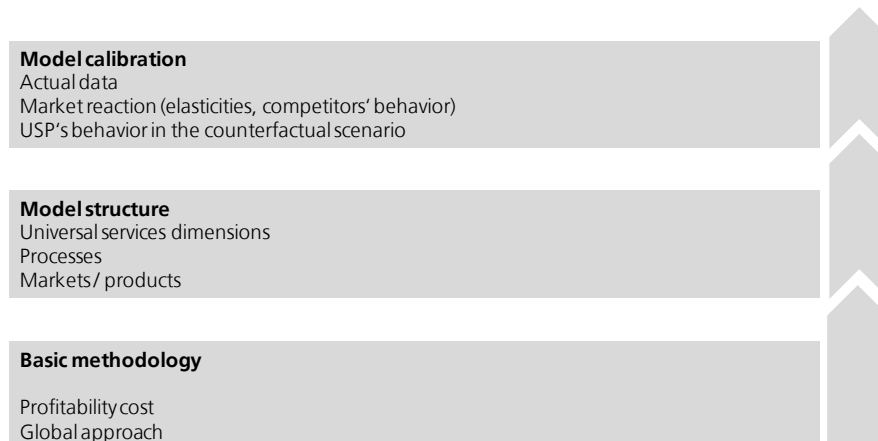 Model calibration
Actual data
Market reaction (elasticities, competitors‘ behavior)
USP‘s behavior in the counterfactual scenario
Model structure
Universal services dimensions
Processes
Markets / products
Basic methodology
Profitability cost
Global approach